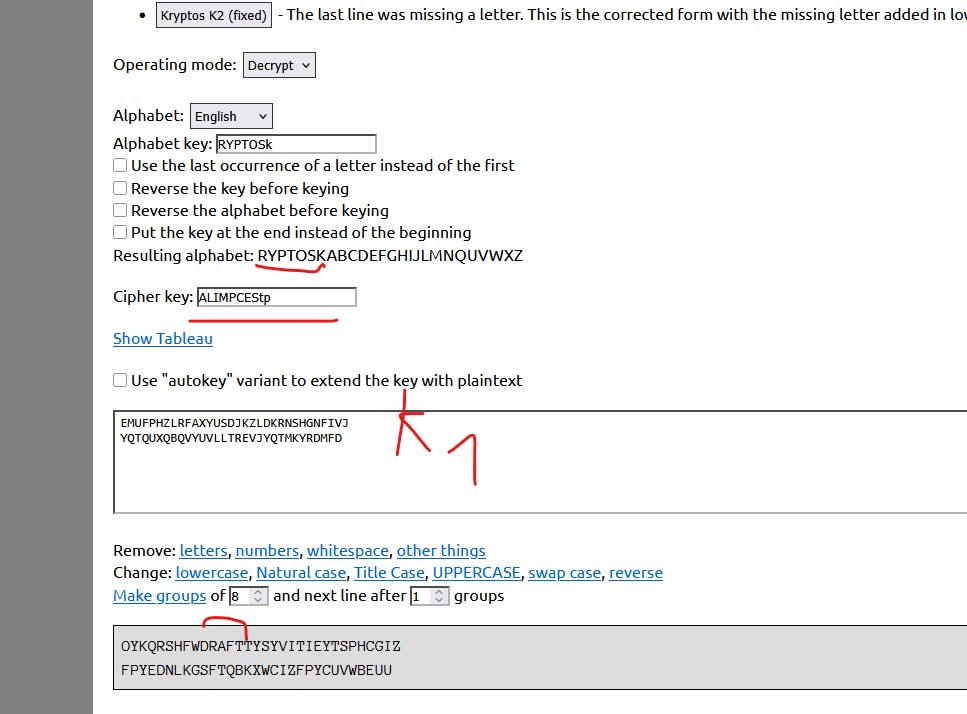 • Kryptos K2 (fixed) - The last line was missing a letter. This is the corrected form with the missing letter added in
Operating mode: Decrypt
Alphabet: English
Alphabet key: RYPTOSk
Use the last occurrence of a letter instead of the first
Reverse the key before keying
Reverse the alphabet before keying
Put the key at the end instead of the beginning
Resulting alphabet: RYPTOSKABCDEFGHIJLMNQUVWXZ
Cipher key: ALIMPCEStp
Show Tableau
Use "autokey" variant to extend the key with plaintext
K1
EMUFPHZLRFAXYUSDJKZLDKRNSHGNFIVJ
YQTQUXQBQVYUVLLTREVJYQTMKYRDMFD
Remove: letters, numbers, whitespace, other things
Change: lowercase, Natural case, Title Case, UPPERCASE, swap case, reverse
Make groups of 8 and next line after 1 groups
OYKQRSHFWDRAFTTYSYVITIEYTSPHCGIZ
FPYEDNLKGSFTQBKXWCIZFPYCUVWBEUU